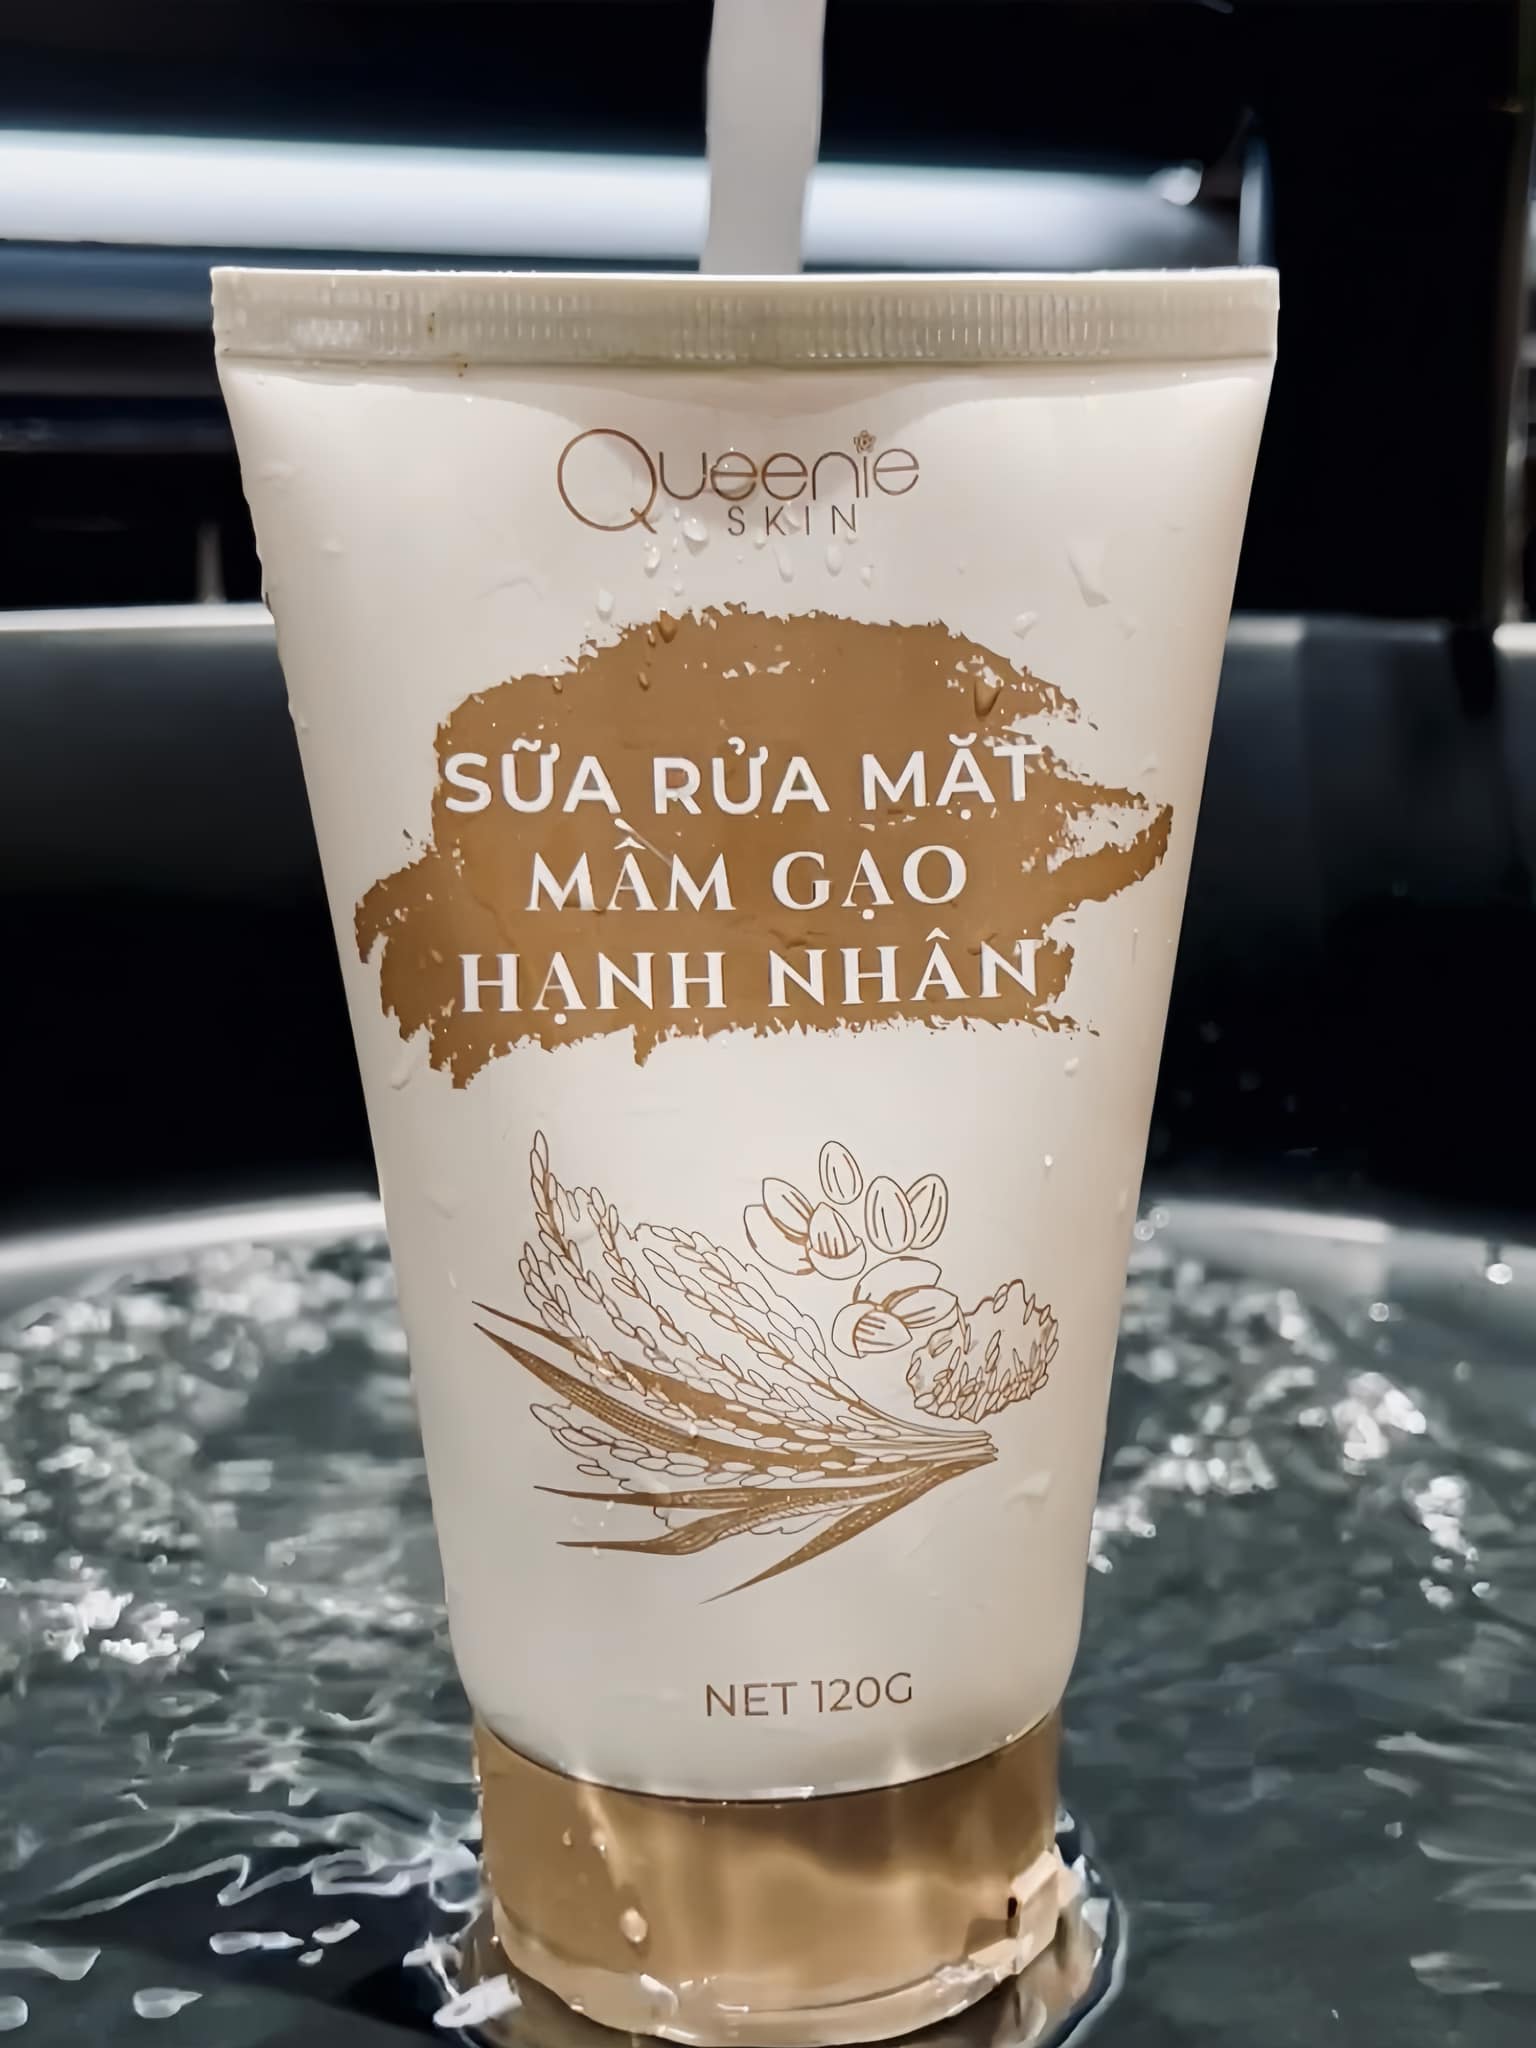 Queenie
SKIN
SỮA RỬA MẶT
MẦM GẠO
HẠNH NHÂN
NET 120G